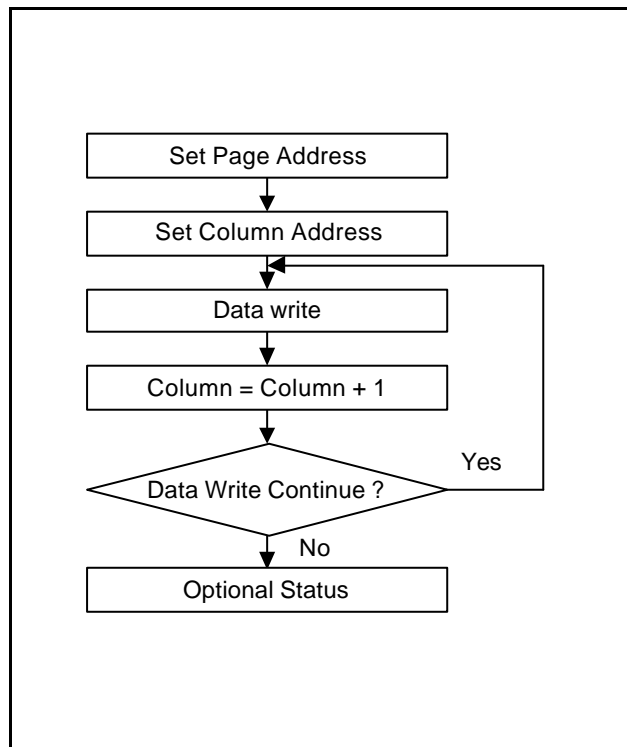 Set Page Address
Set Column Address
Data write
Column = Column + 1
Data Write Continue ?
Yes
No
Optional Status